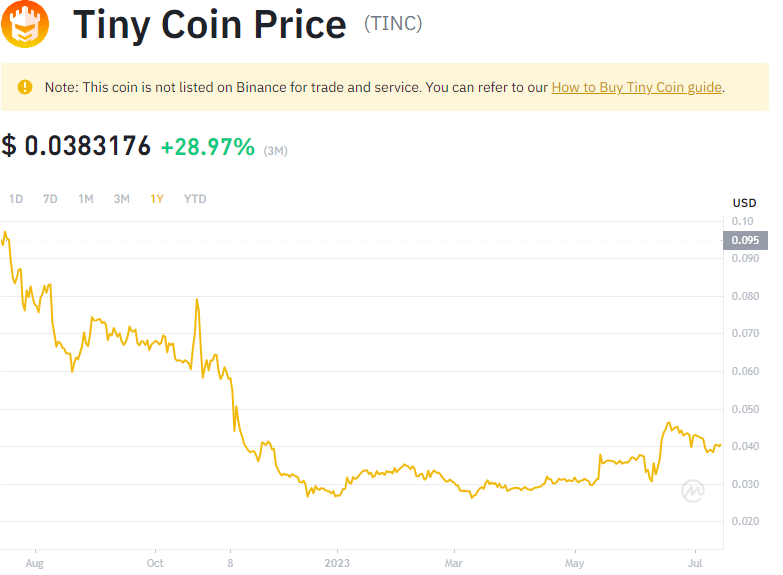 Tiny Coin Price (TINC)
Note: This coin is not listed on Binance for trade and service. You can refer to our How to Buy Tiny Coin guide.
$ 0.0383176 +28.97% (3M)
1D 7D 1M 3M 1Y YTD
USD
0.10
0.095
0.090
0.080
0.070
0.060
0.050
0.040
0.030
0.020
Aug Oct 8 2023 Mar May Jul